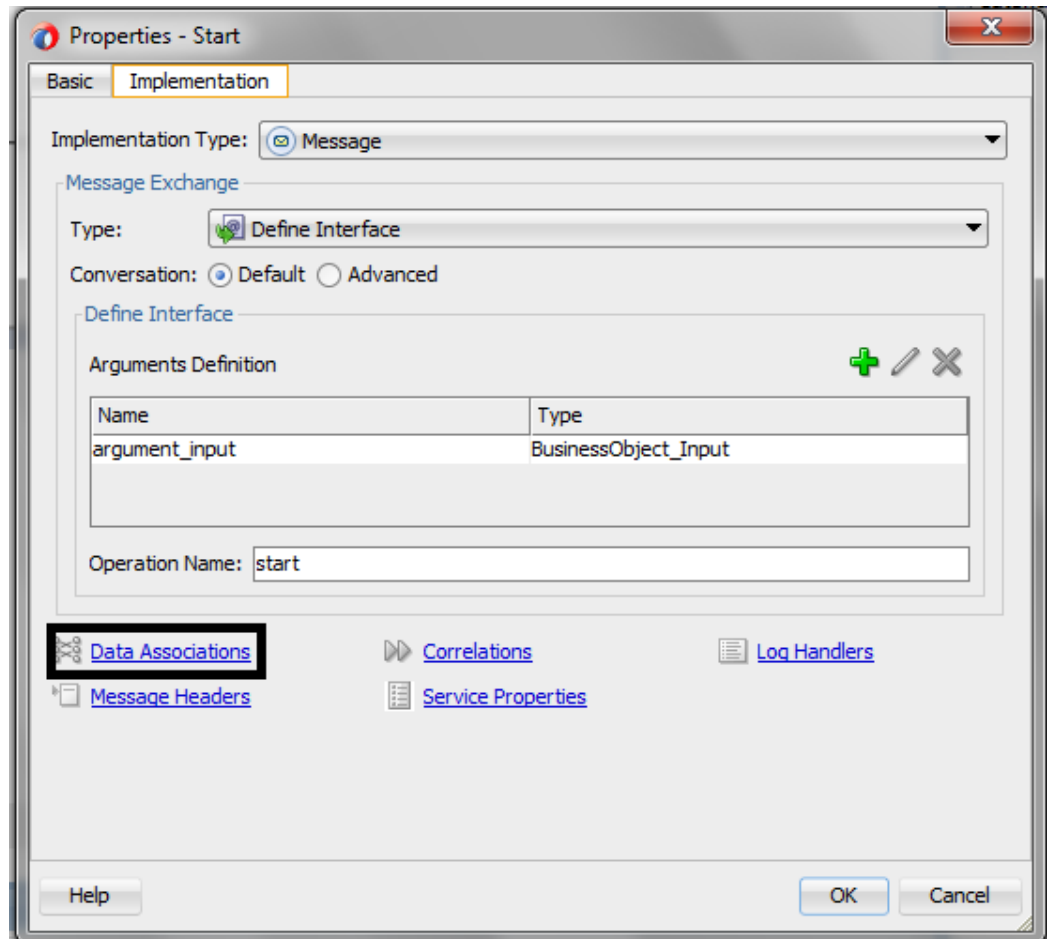 Properties - Start
Basic Implementation
Implementation Type: Message
Message Exchange
Type: Define Interface
Conversation: Default Advanced
Define Interface
Arguments Definition
Name Type
argument_input BusinessObject_Input
Operation Name: start
Data Associations Correlations Log Handlers
Message Headers Service Properties
Help OK Cancel